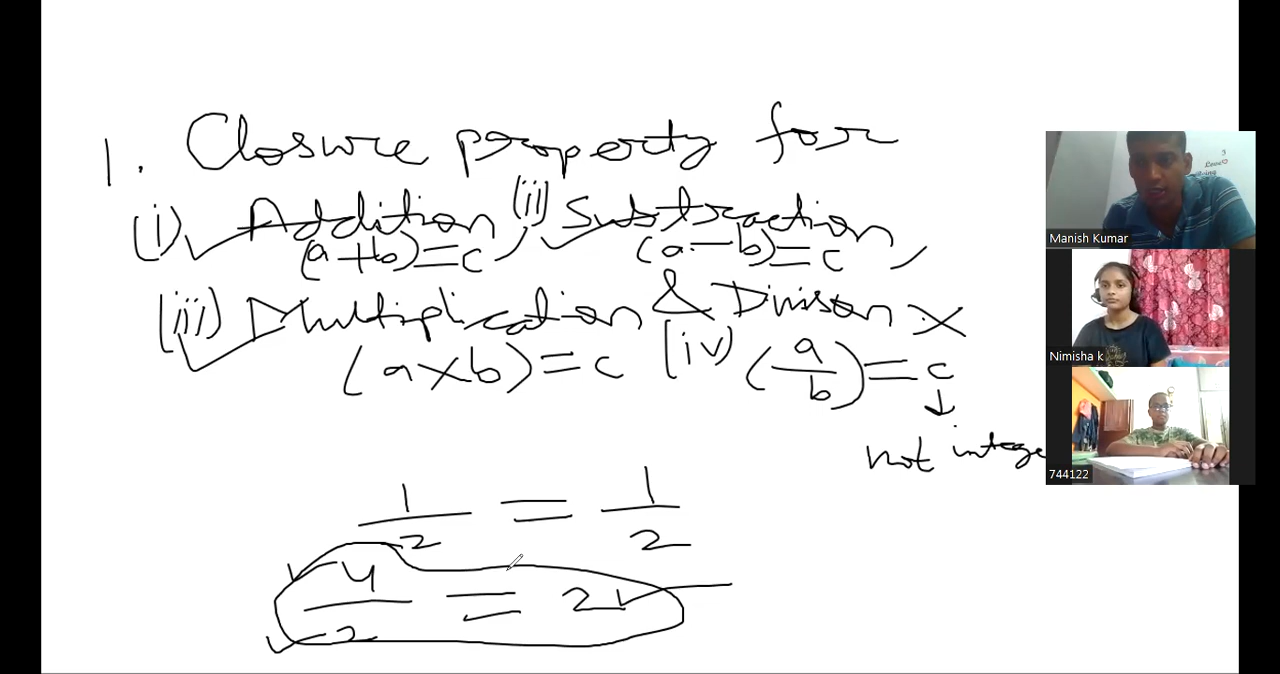 1. Closure property for
(i) Addition, (ii) Subtraction,
(a+b)=c (a-b)=c
(iii) Multiplication & Division ×
(a×b)=c (iv) (a/b)=c
↓
not intege
1/2 = 1/2
4/2 = 2
Manish Kumar
Nimisha k
744122